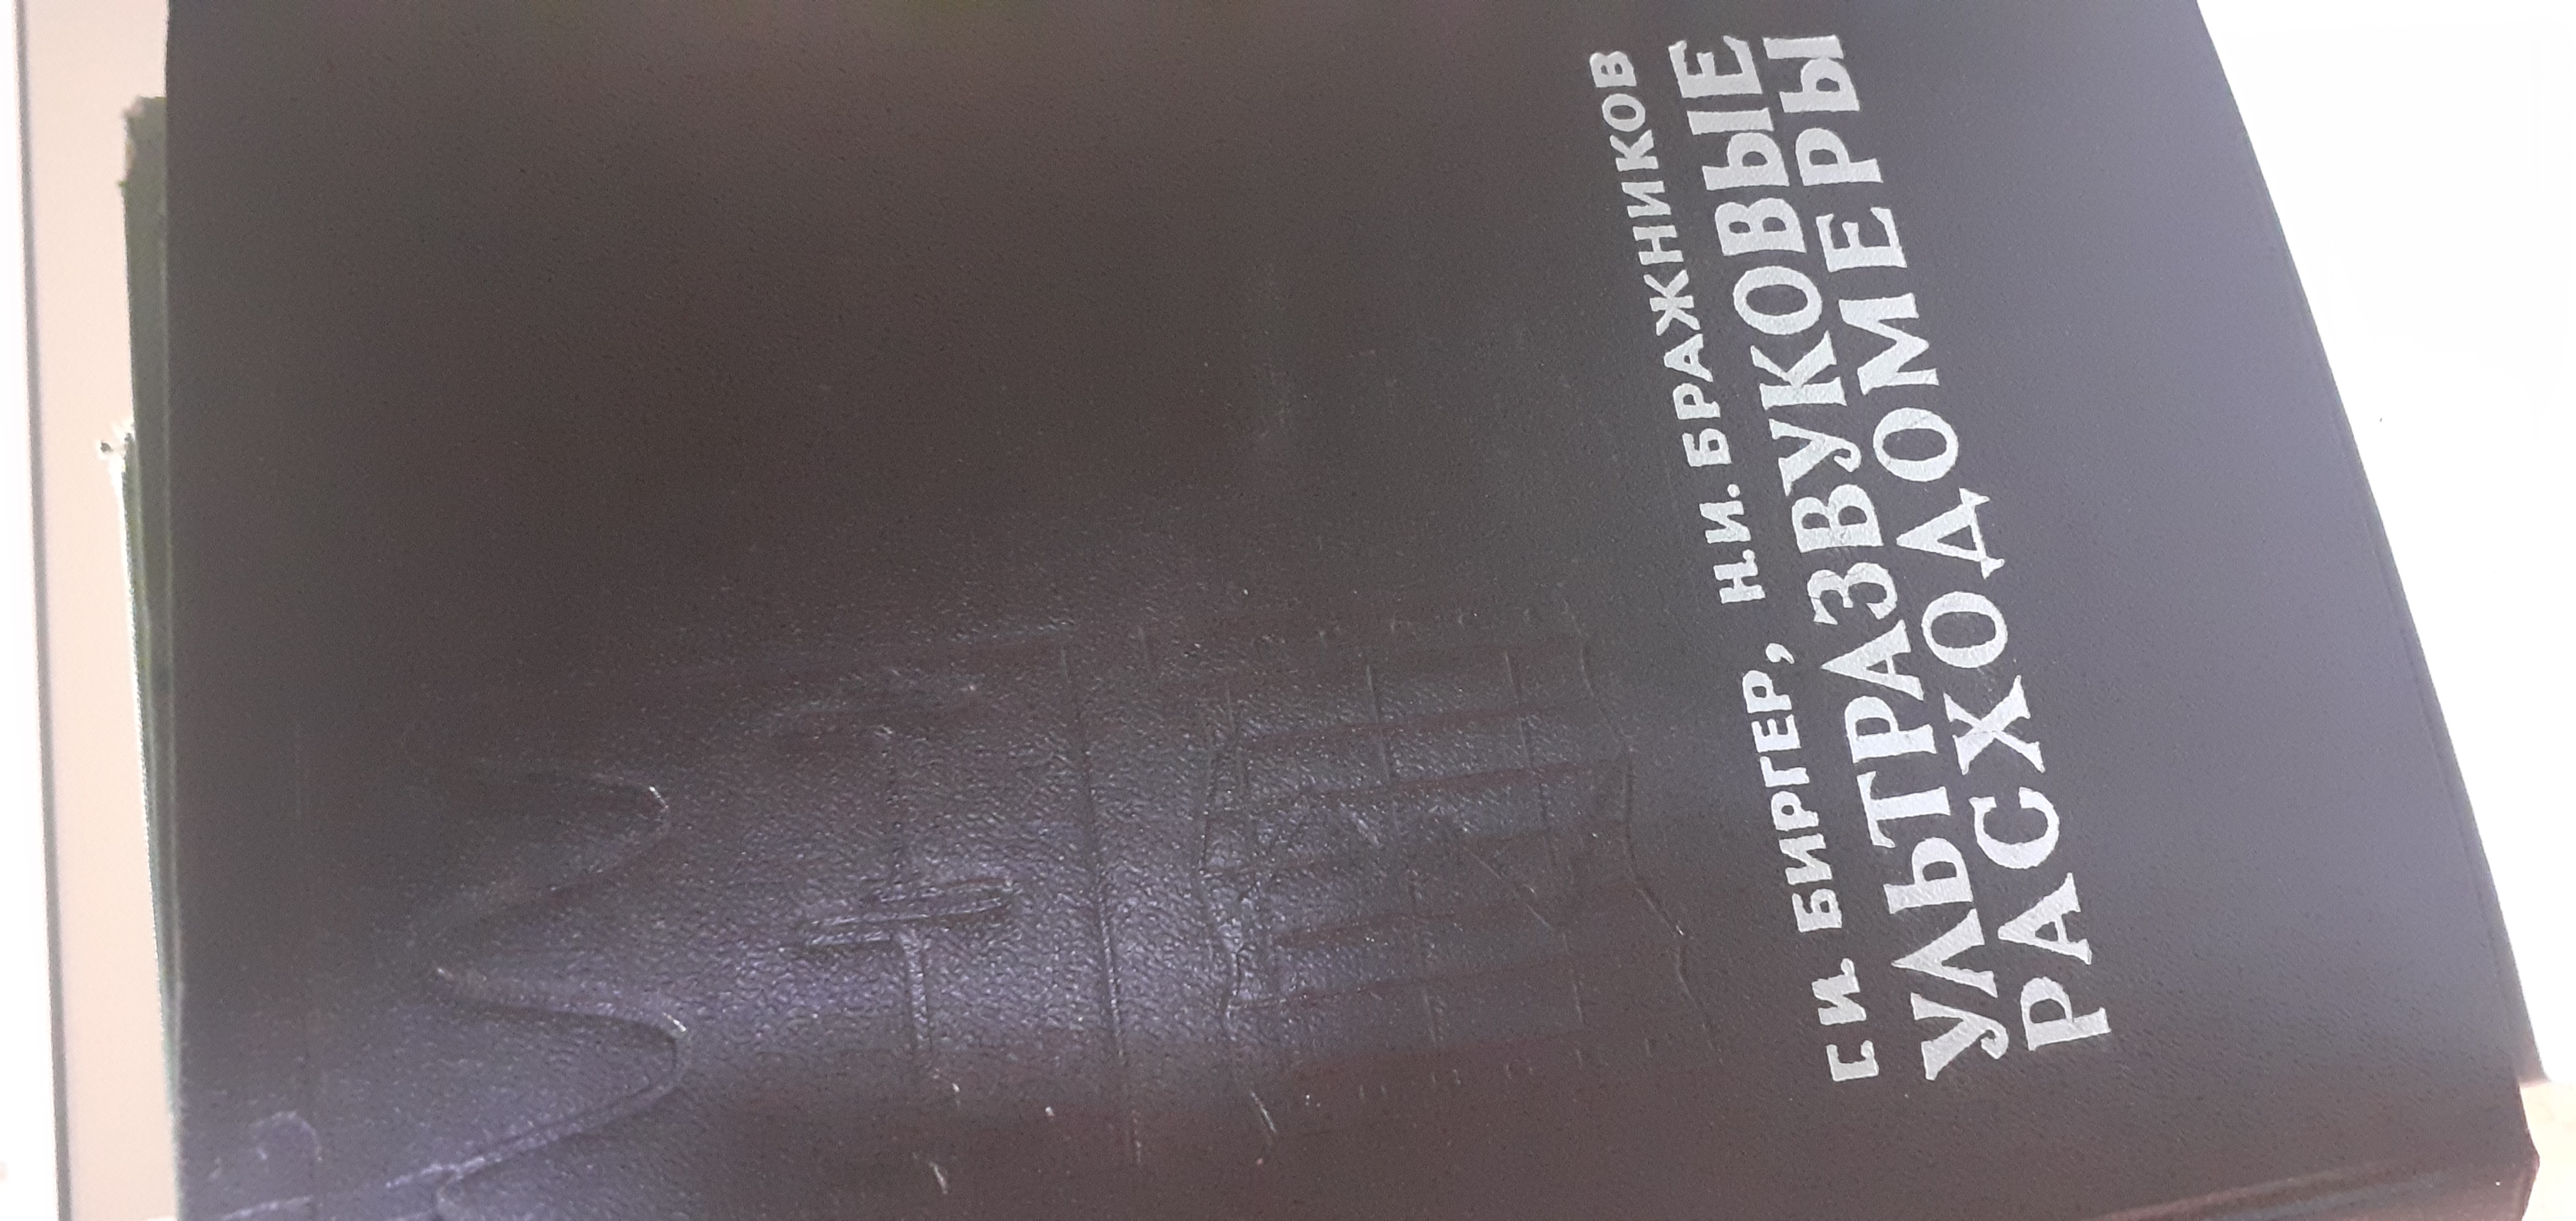 Г.И. БИРГЕР, Н.И. БРАЖНИКОВ
УЛЬТРАЗВУКОВЫЕ
РАСХОДОМЕРЫ